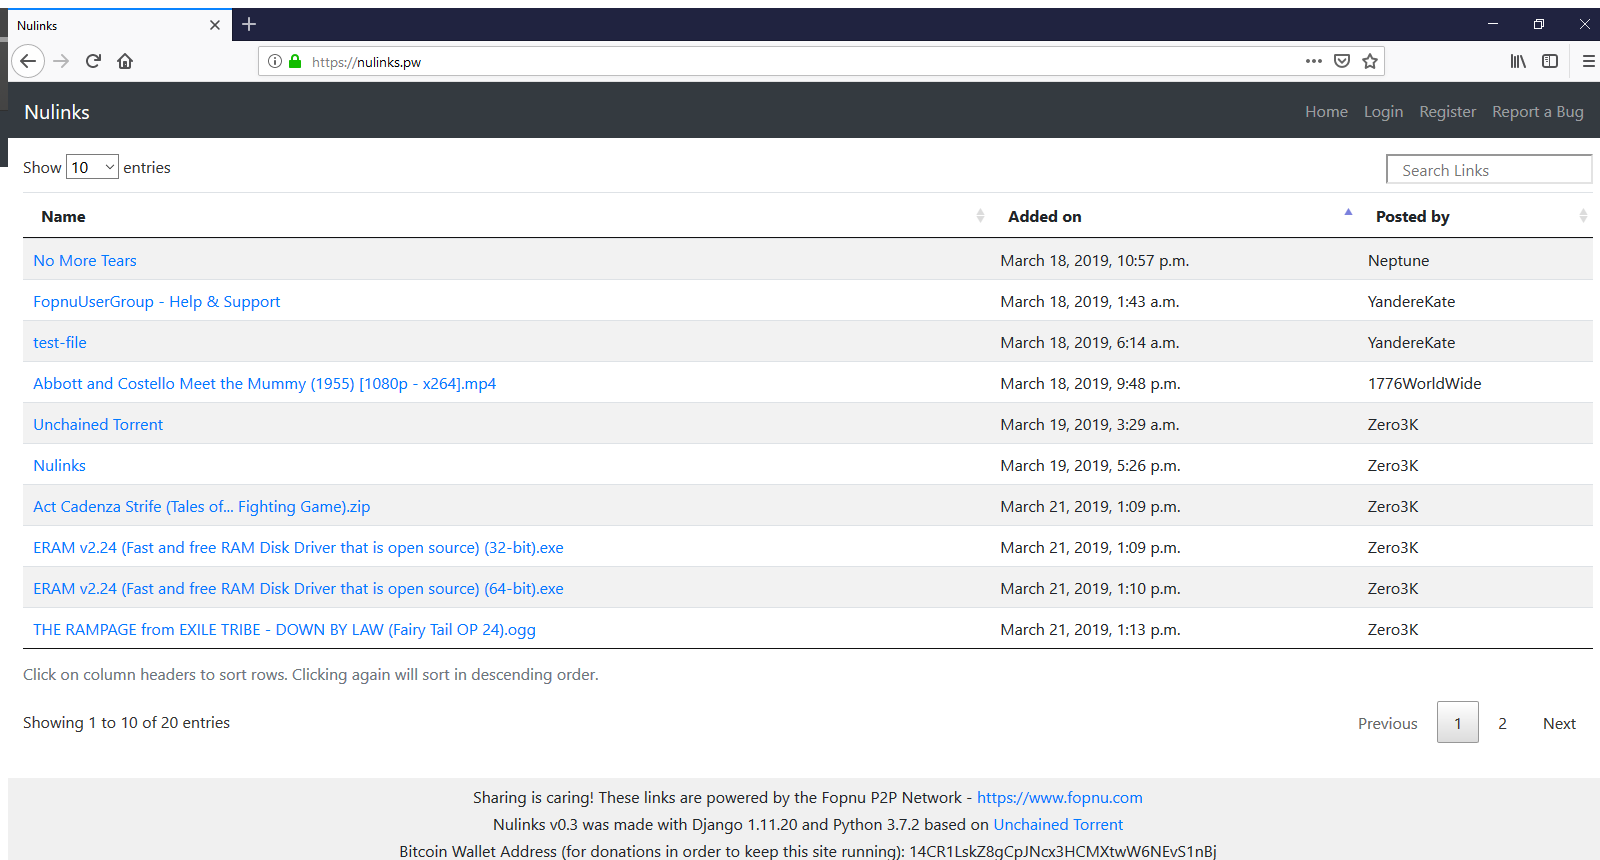 Nulinks
https://nulinks.pw
Nulinks Home Login Register Report a Bug
Show 10 entries Search Links
Name Added on Posted by
No More Tears March 18, 2019, 10:57 p.m. Neptune
FopnuUserGroup - Help & Support March 18, 2019, 1:43 a.m. YandereKate
test-file March 18, 2019, 6:14 a.m. YandereKate
Abbott and Costello Meet the Mummy (1955) [1080p - x264].mp4 March 18, 2019, 9:48 p.m. 1776WorldWide
Unchained Torrent March 19, 2019, 3:29 a.m. Zero3K
Nulinks March 19, 2019, 5:26 p.m. Zero3K
Act Cadenza Strife (Tales of... Fighting Game).zip March 21, 2019, 1:09 p.m. Zero3K
ERAM v2.24 (Fast and free RAM Disk Driver that is open source) (32-bit).exe March 21, 2019, 1:09 p.m. Zero3K
ERAM v2.24 (Fast and free RAM Disk Driver that is open source) (64-bit).exe March 21, 2019, 1:10 p.m. Zero3K
THE RAMPAGE from EXILE TRIBE - DOWN BY LAW (Fairy Tail OP 24).ogg March 21, 2019, 1:13 p.m. Zero3K
Click on column headers to sort rows. Clicking again will sort in descending order.
Showing 1 to 10 of 20 entries Previous 1 2 Next
Sharing is caring! These links are powered by the Fopnu P2P Network - https://www.fopnu.com
Nulinks v0.3 was made with Django 1.11.20 and Python 3.7.2 based on Unchained Torrent
Bitcoin Wallet Address (for donations in order to keep this site running): 14CR1LskZ8gCpJNcx3HCMXtwW6NEvS1nBj